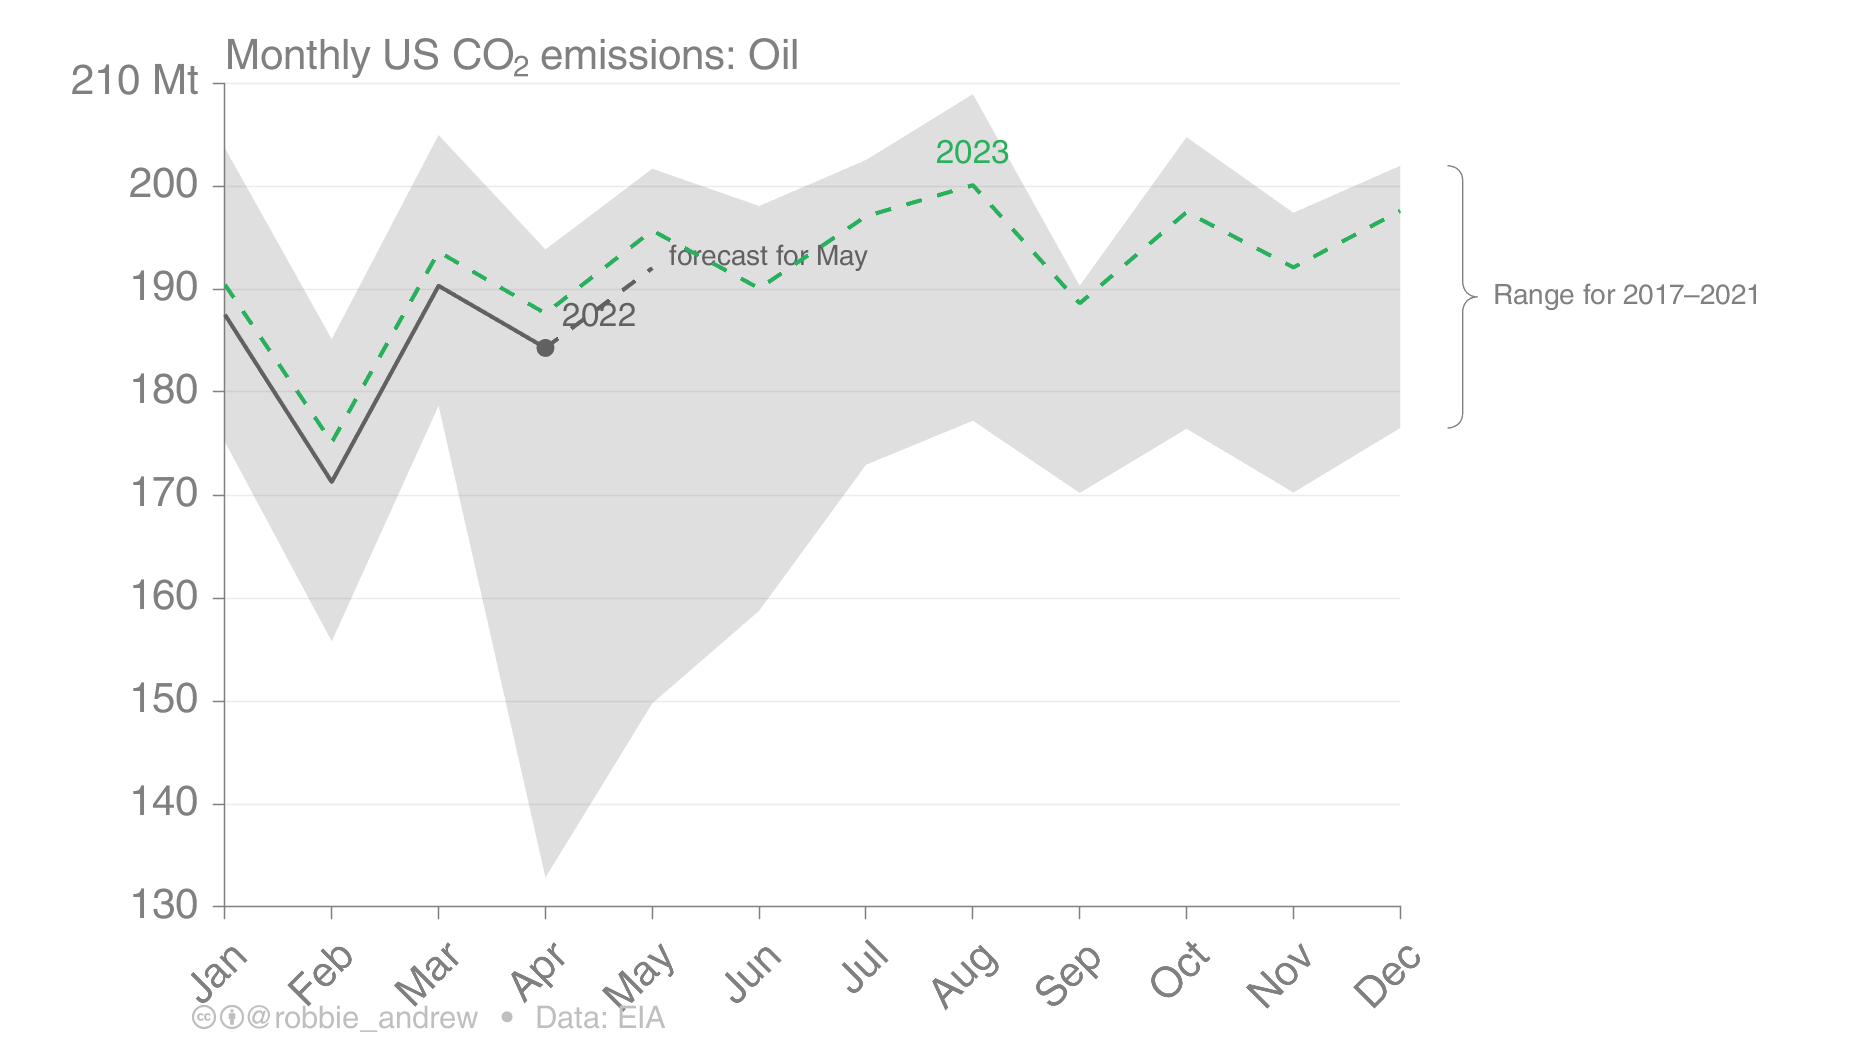 Monthly US CO₂ emissions: Oil
210 Mt
200
190
180
170
160
150
140
130
2023
forecast for May
2022
Range for 2017–2021
Jan
Feb
Mar
Apr
May
Jun
Jul
Aug
Sep
Oct
Nov
Dec
cc @robbie_andrew • Data: EIA